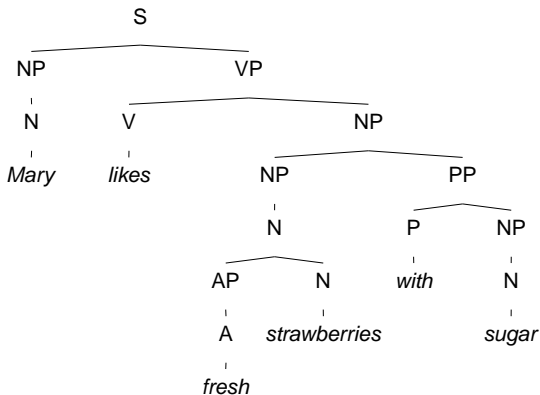 S
NP VP
N V NP
Mary likes NP PP
N P NP
AP N with N
A strawberries sugar
fresh